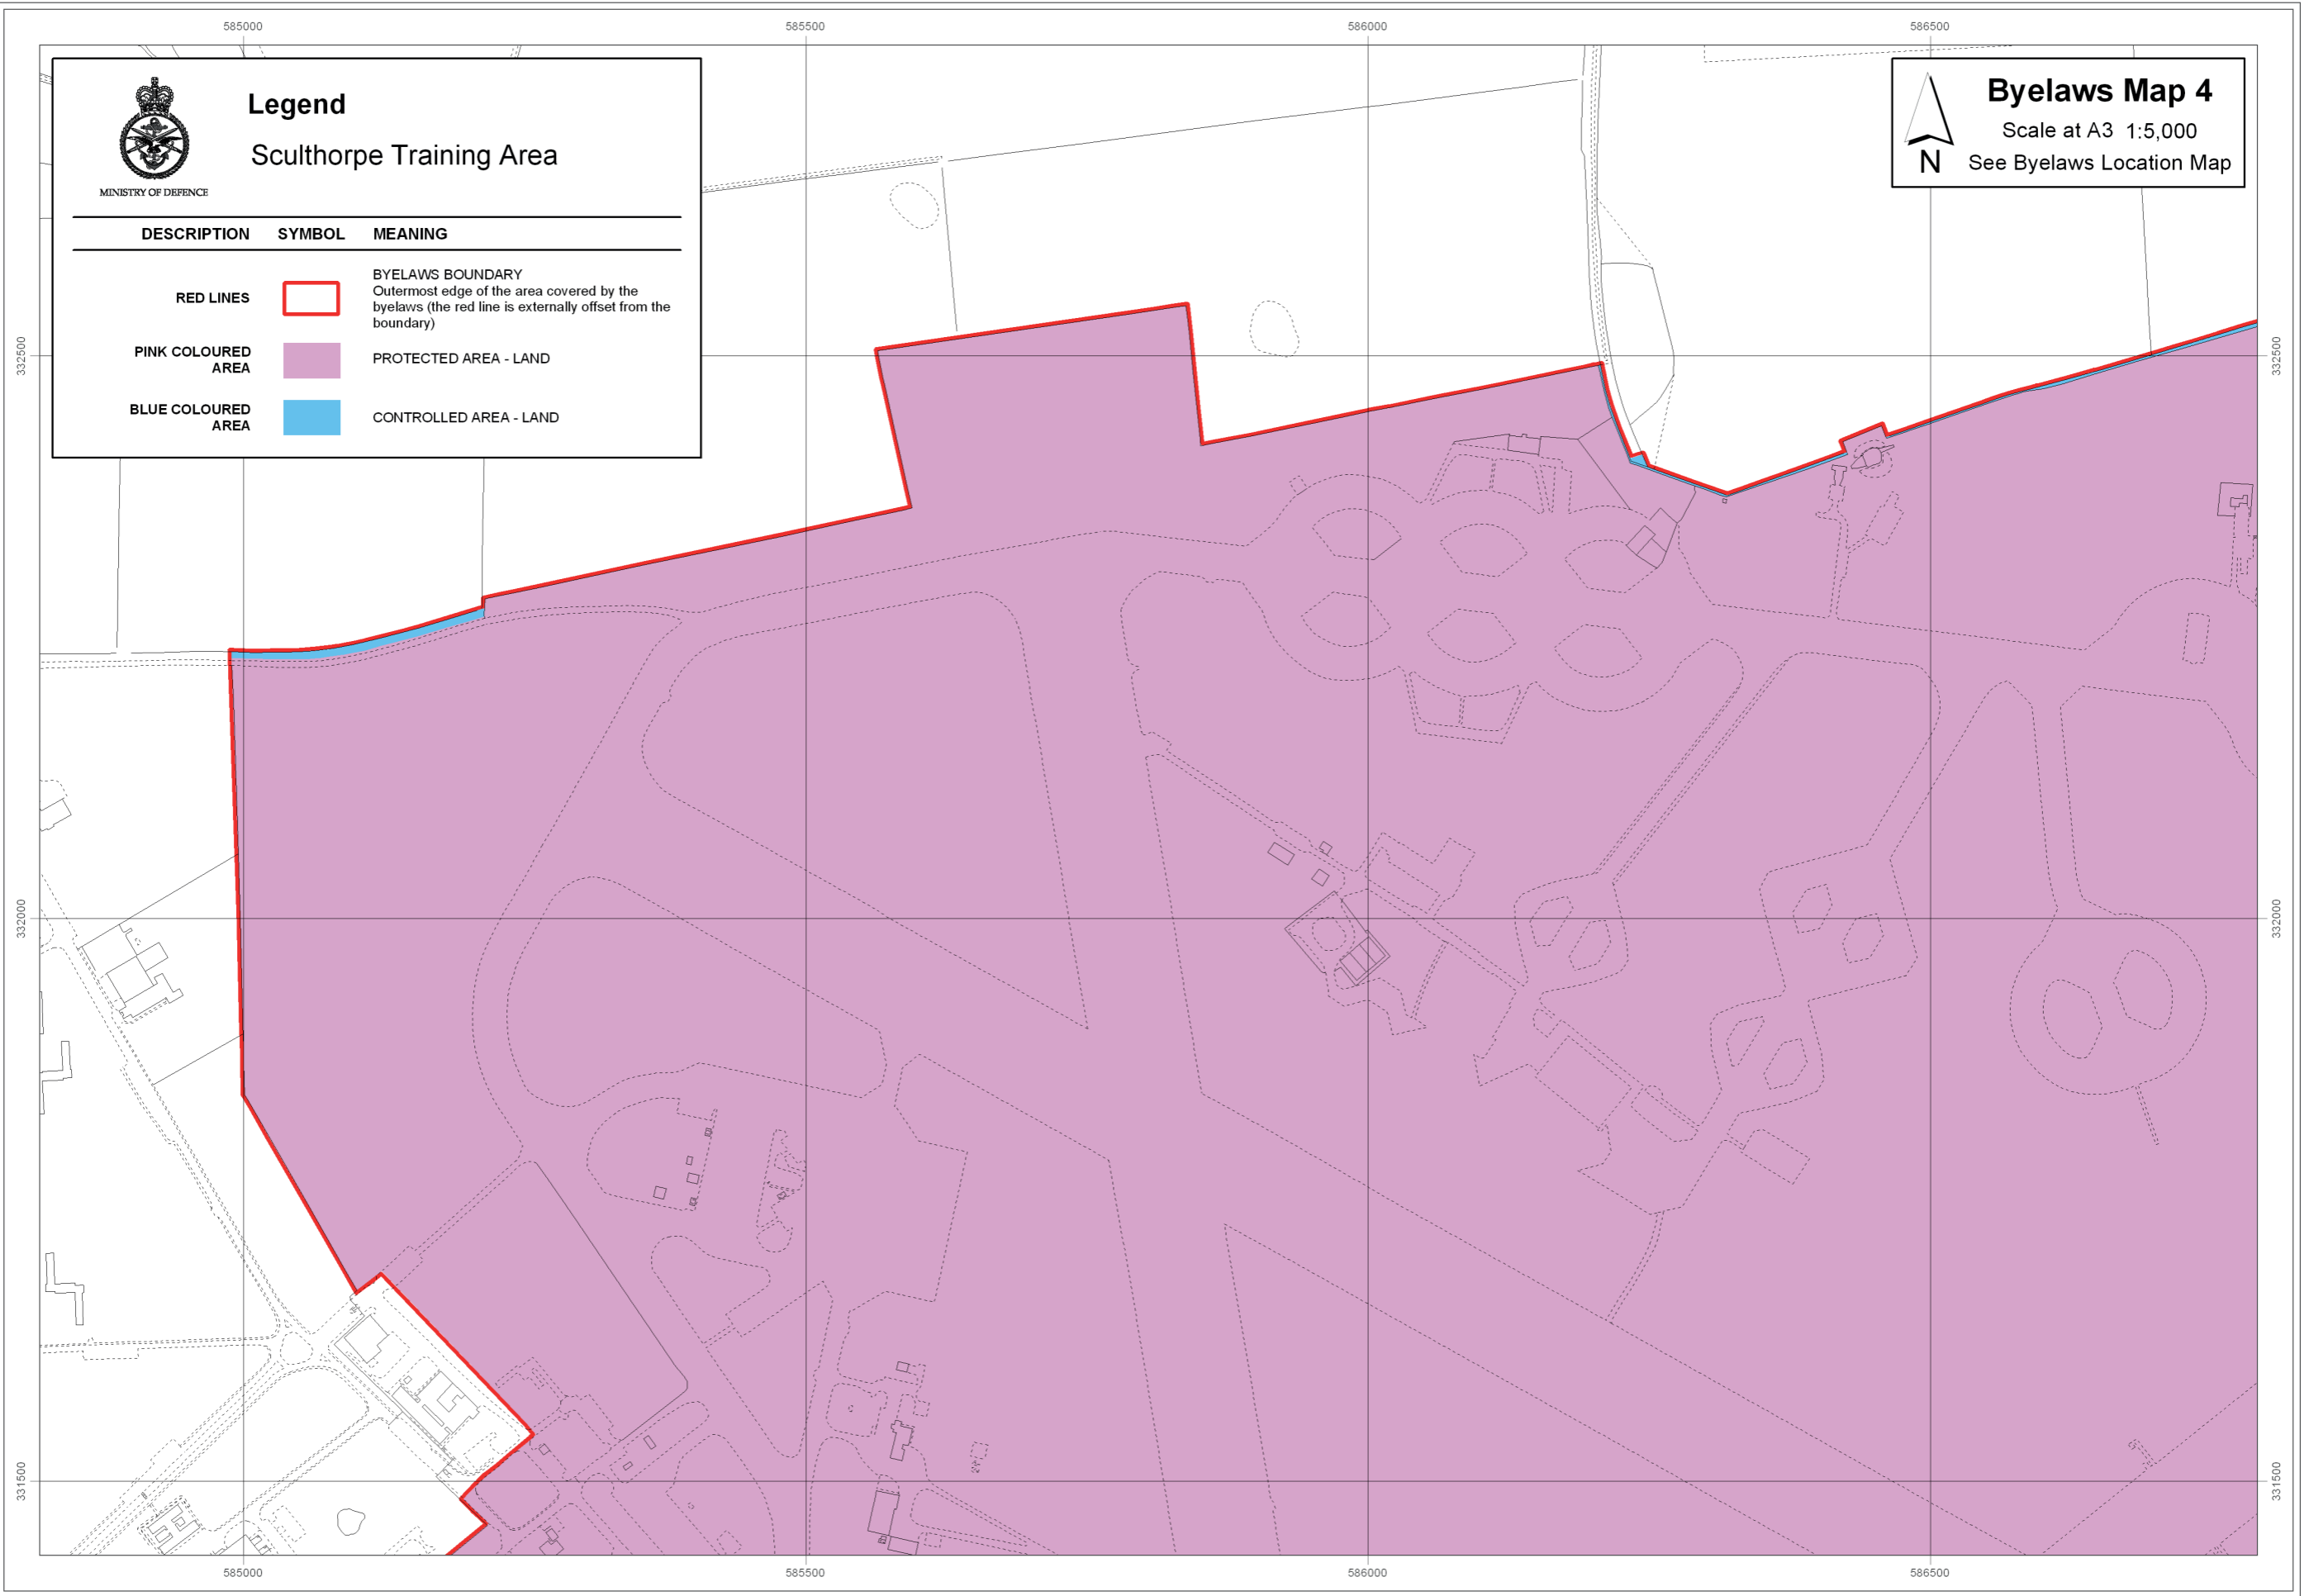 585000
585500
586000
586500
Legend
Sculthorpe Training Area
MINISTRY OF DEFENCE
DESCRIPTION SYMBOL MEANING
RED LINES
BYELAWS BOUNDARY
Outermost edge of the area covered by the
byelaws (the red line is externally offset from the
boundary)
PINK COLOURED
AREA
PROTECTED AREA - LAND
BLUE COLOURED
AREA
CONTROLLED AREA - LAND
Byelaws Map 4
Scale at A3 1:5,000
See Byelaws Location Map
N
332500
332500
332000
332000
331500
331500
585000
585500
586000
586500